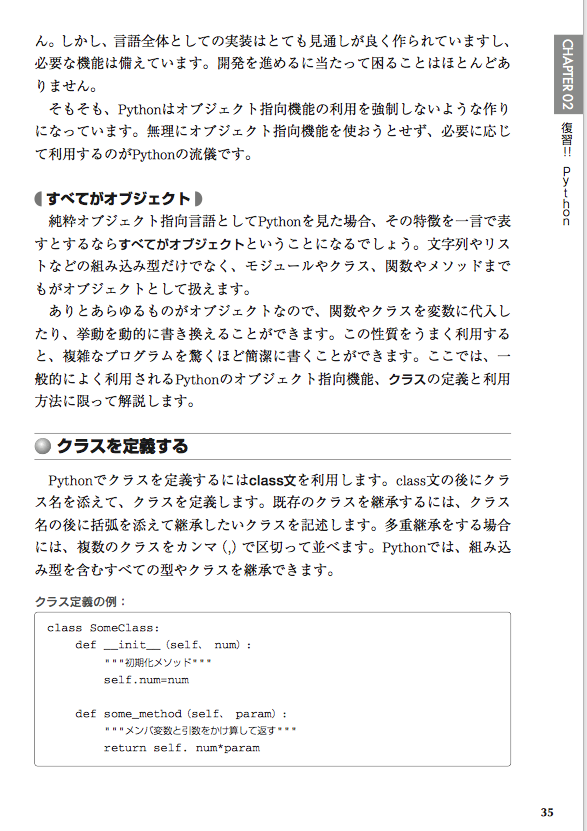 ん。しかし、言語全体としての実装はとても見通しが良く作られていますし、
必要な機能は備えています。開発を進めるに当たって困ることはほとんどあ
りません。
そもそも、Pythonはオブジェクト指向機能の利用を強制しないような作り
になっています。無理にオブジェクト指向機能を使おうとせず、必要に応じ
て利用するのがPythonの流儀です。
すべてがオブジェクト
純粋オブジェクト指向言語としてPythonを見た場合、その特徴を一言で表
すとするならすべてがオブジェクトということになるでしょう。文字列やリス
トなどの組み込み型だけでなく、モジュールやクラス、関数やメソッドまで
もがオブジェクトとして扱えます。
ありとあらゆるものがオブジェクトなので、関数やクラスを変数に代入し
たり、挙動を動的に書き換えることができます。この性質をうまく利用する
と、複雑なプログラムを驚くほど簡潔に書くことができます。ここでは、一
般的によく利用されるPythonのオブジェクト指向機能、クラスの定義と利用
方法に限って解説します。
クラスを定義する
Pythonでクラスを定義するにはclass文を利用します。class文の後にクラ
ス名を添えて、クラスを定義します。既存のクラスを継承するには、クラス
名の後に括弧を添えて継承したいクラスを記述します。多重継承をする場合
には、複数のクラスをカンマ（,）で区切って並べます。Pythonでは、組み込
み型を含むすべての型やクラスを継承できます。
クラス定義の例：
class SomeClass:
    def __init__（self、 num）:
        """初期化メソッド"""
        self.num=num
    def some_method（self、 param）:
        """メンバ変数と引数をかけ算して返す"""
        return self. num*param
CHAPTER 02
復習!! Python
35